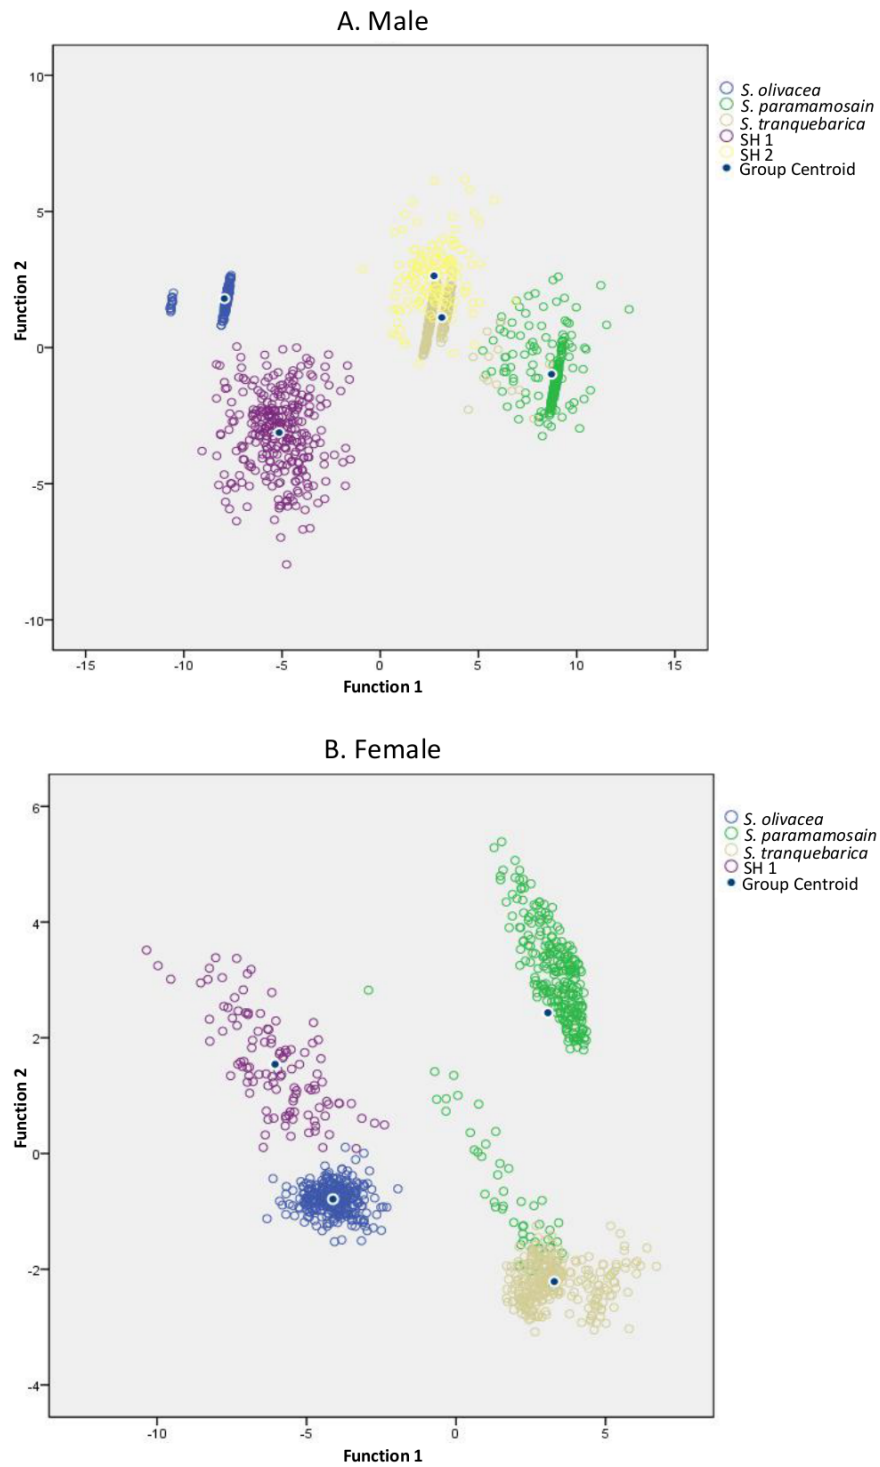 A. Male
10
5
0
-5
-10
-15 -10 -5 0 5 10 15
Function 2
Function 1
S. olivacea
S. paramamosain
S. tranquebarica
SH 1
SH 2
Group Centroid
B. Female
6
4
2
0
-2
-4
-10 -5 0 5
Function 2
Function 1
S. olivacea
S. paramamosain
S. tranquebarica
SH 1
Group Centroid